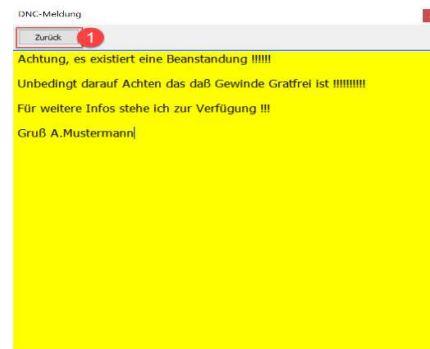 DNC-Meldung
Zurück 1
Achtung, es existiert eine Beanstandung !!!!!!
Unbedingt darauf Achten das daß Gewinde Gratfrei ist !!!!!!!!!!
Für weitere Infos stehe ich zur Verfügung !!!
Gruß A.Mustermann